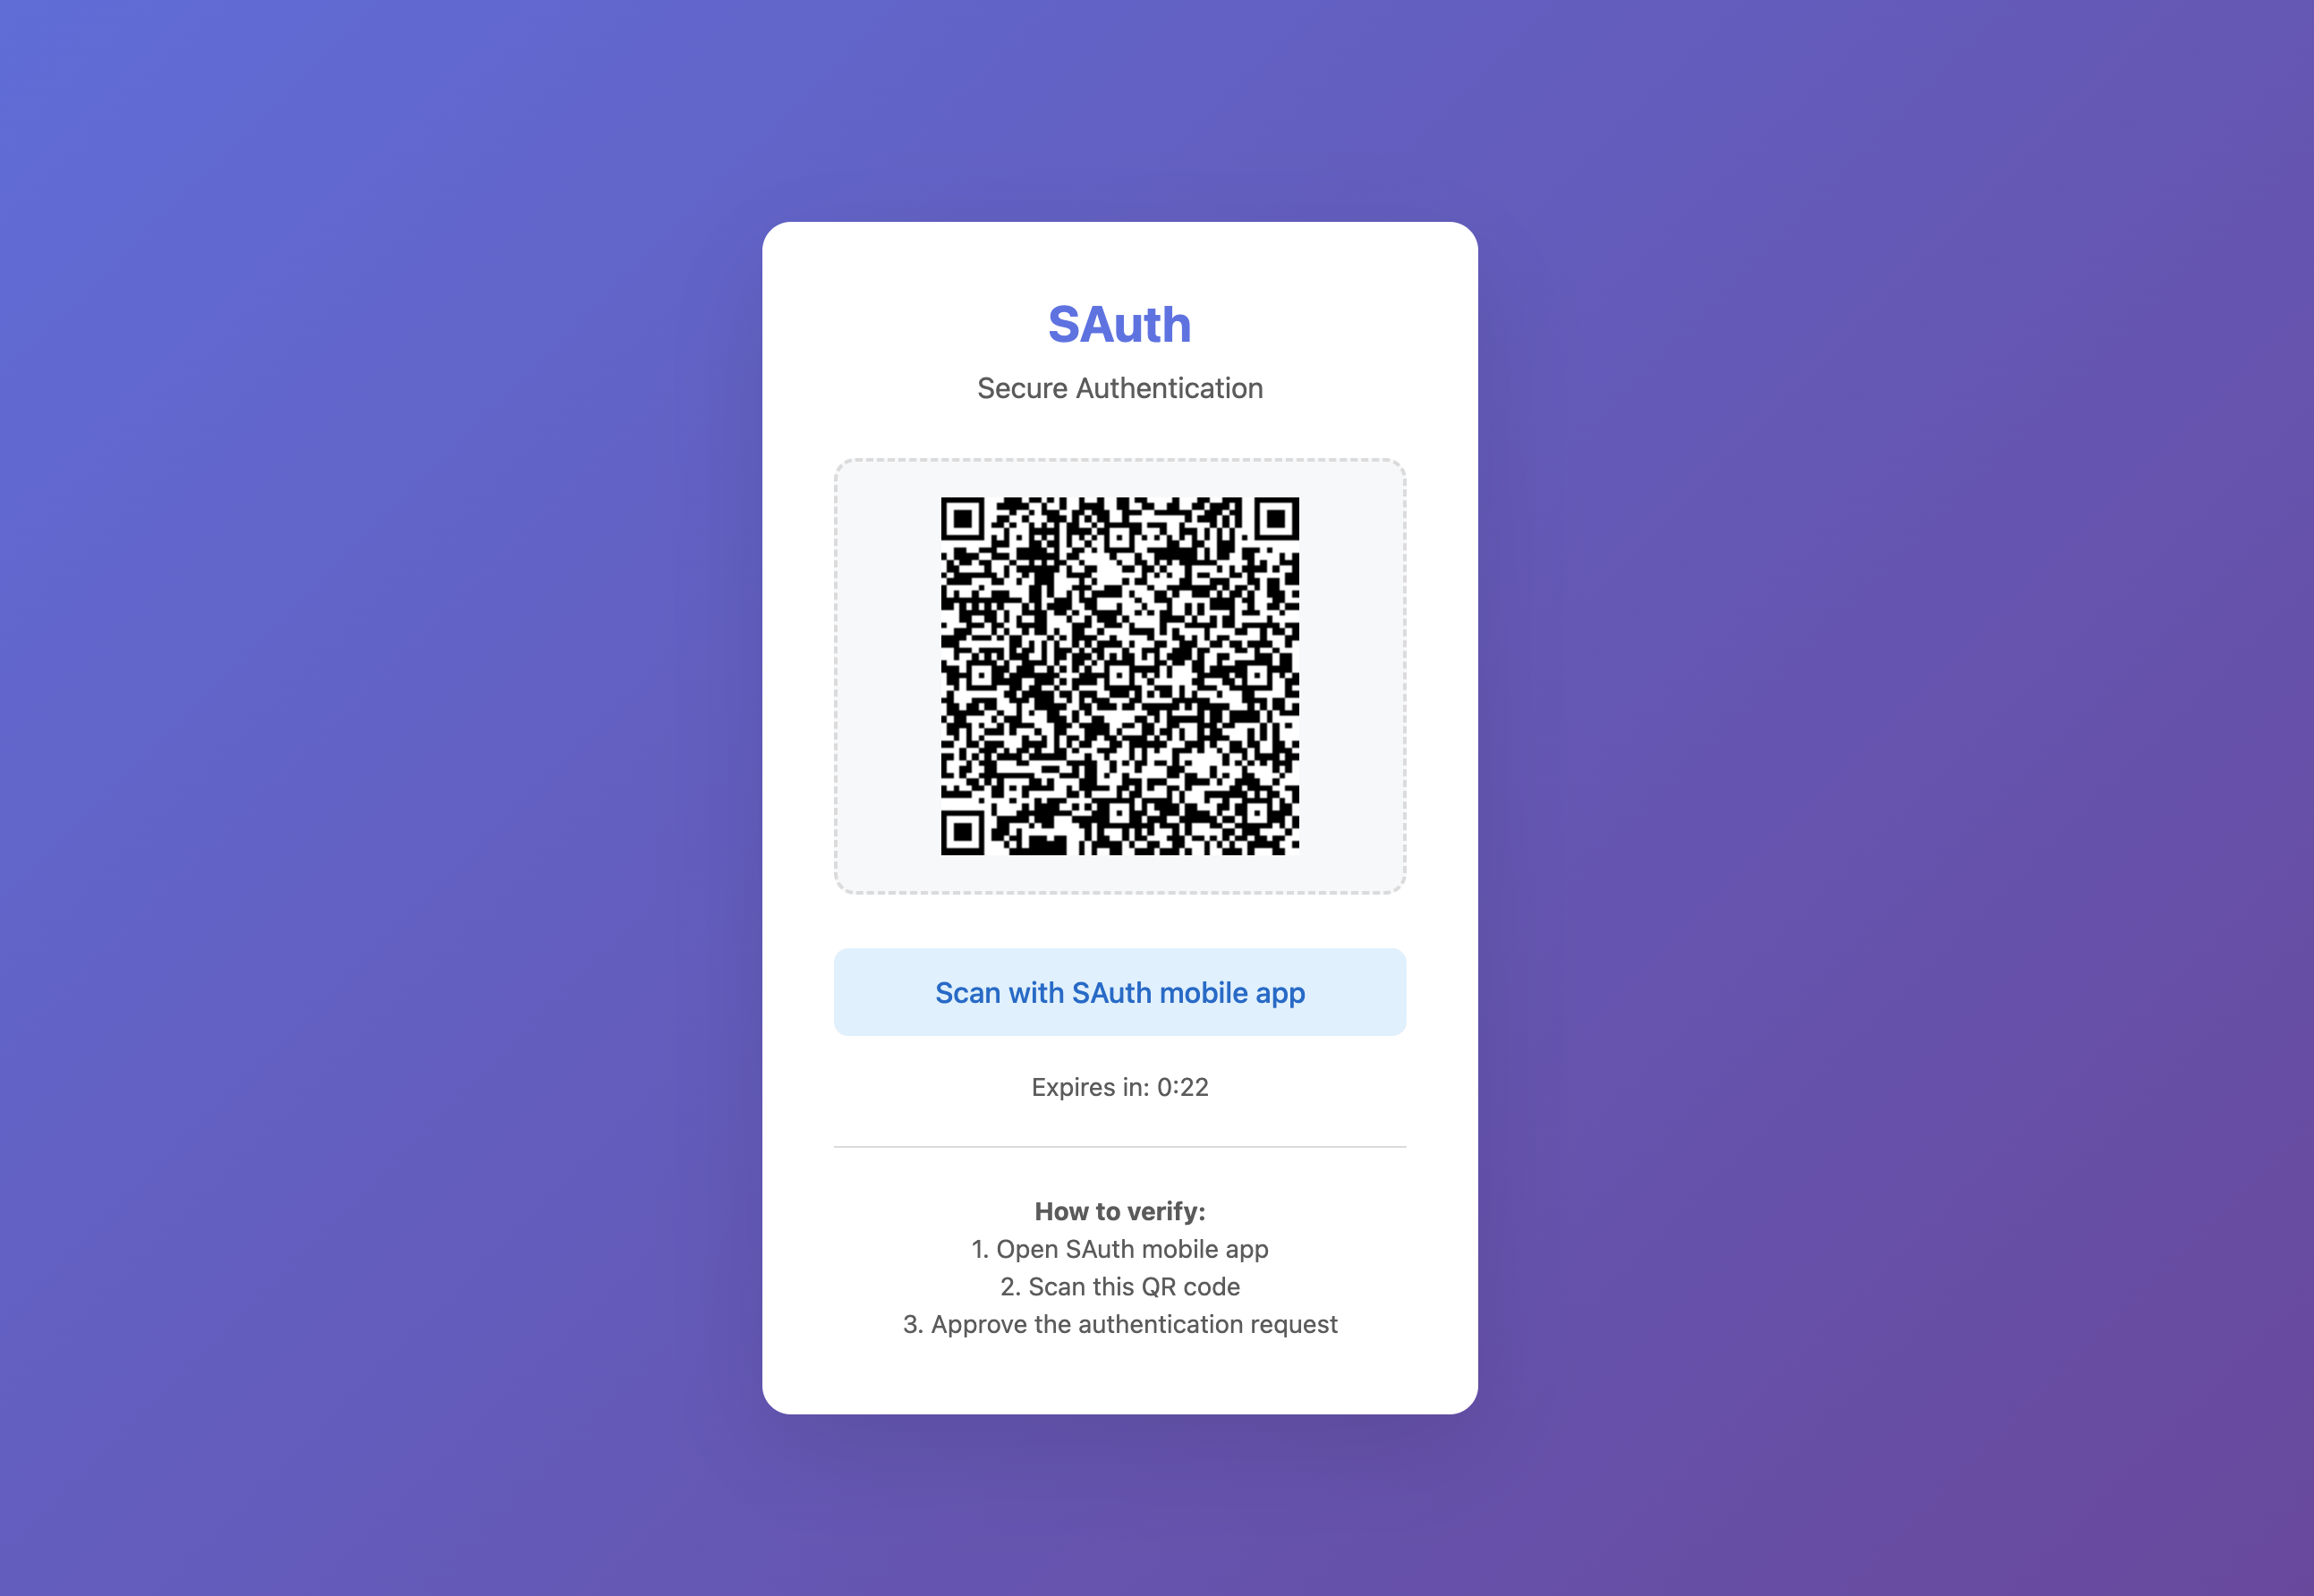 SAuth
Secure Authentication
Scan with SAuth mobile app
Expires in: 0:22
How to verify:
1. Open SAuth mobile app
2. Scan this QR code
3. Approve the authentication request